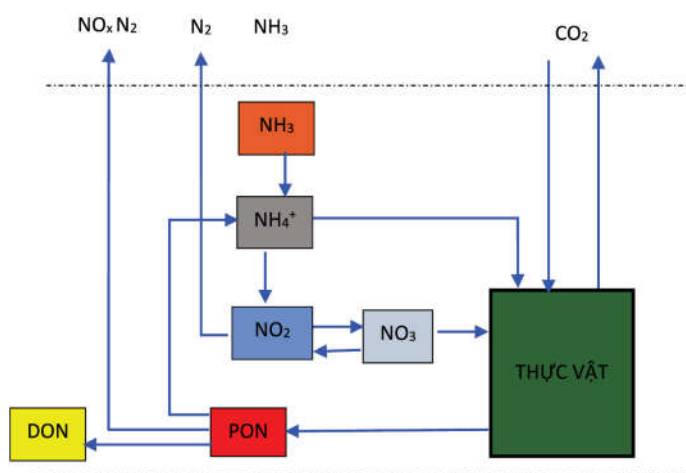 NOₓ N₂ N₂ NH₃ CO₂
NH₃
NH₄⁺
NO₂ NO₃
THỰC VẬT
DON PON